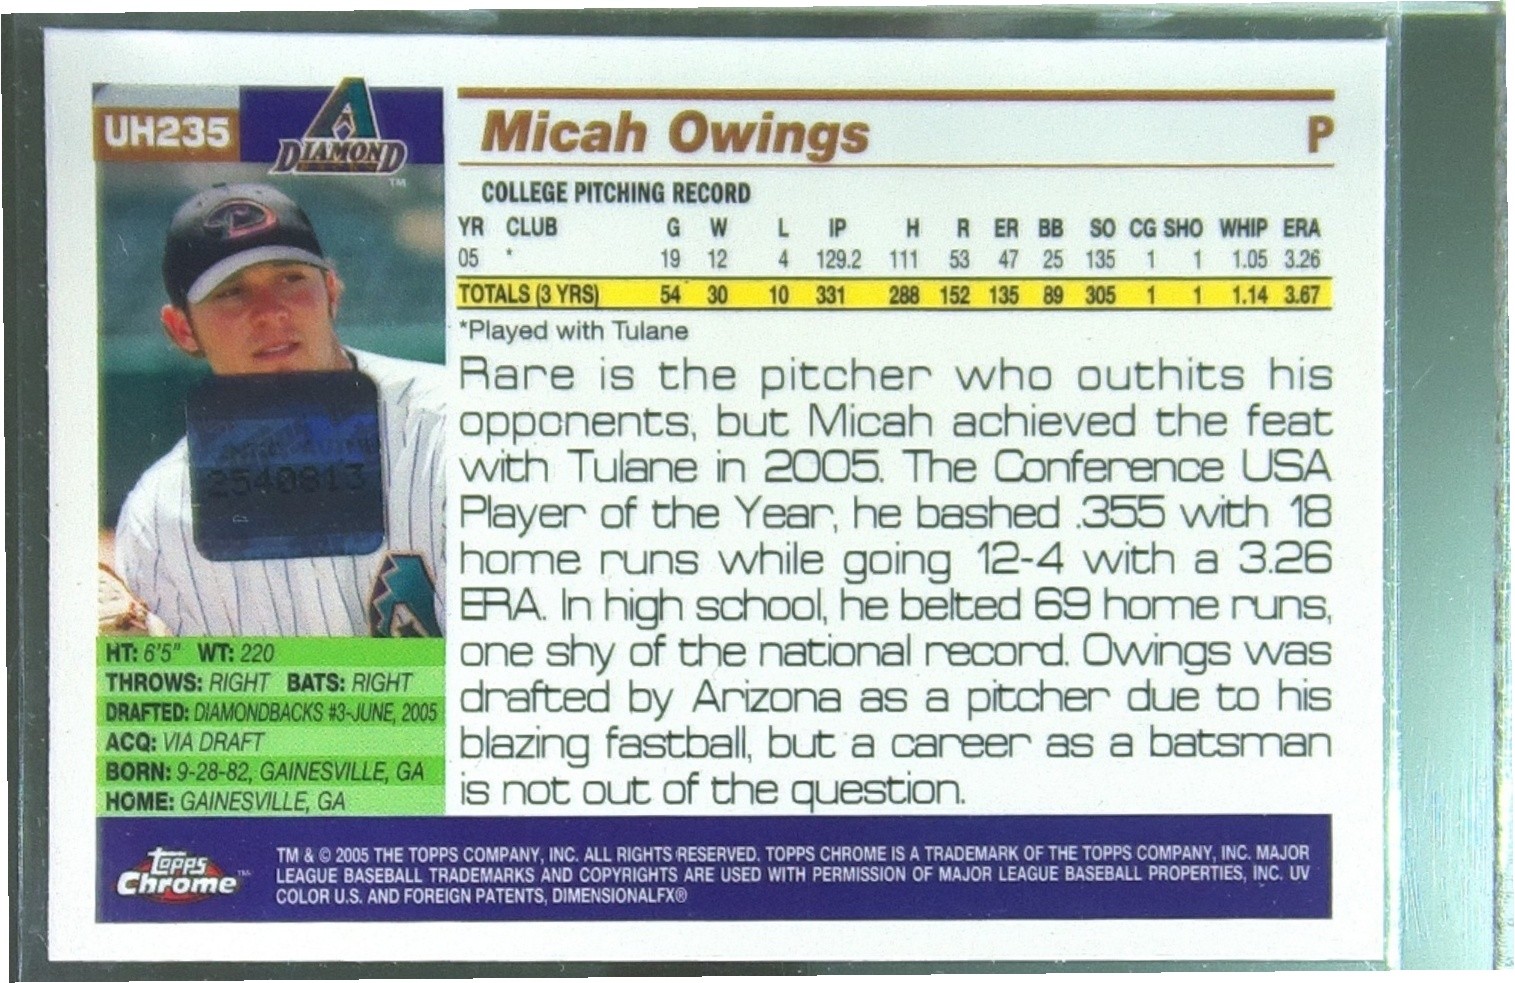 UH235
DIAMOND
TM
Micah Owings P
COLLEGE PITCHING RECORD
YR CLUB G W L IP H R ER BB SO CG SHO WHIP ERA
05 * 19 12 4 129.2 111 53 47 25 135 1 1 1.05 3.26
TOTALS (3 YRS) 54 30 10 331 288 152 135 89 305 1 1 1.14 3.67
*Played with Tulane
Rare is the pitcher who outhits his
opponents, but Micah achieved the feat
with Tulane in 2005. The Conference USA
Player of the Year, he bashed .355 with 18
home runs while going 12-4 with a 3.26
ERA. In high school, he belted 69 home runs,
one shy of the national record. Owings was
drafted by Arizona as a pitcher due to his
blazing fastball, but a career as a batsman
is not out of the question.
2540813
HT: 6'5" WT: 220
THROWS: RIGHT BATS: RIGHT
DRAFTED: DIAMONDBACKS #3-JUNE, 2005
ACQ: VIA DRAFT
BORN: 9-28-82, GAINESVILLE, GA
HOME: GAINESVILLE, GA
Topps
Chrome™
TM & © 2005 THE TOPPS COMPANY, INC. ALL RIGHTS RESERVED. TOPPS CHROME IS A TRADEMARK OF THE TOPPS COMPANY, INC. MAJOR
LEAGUE BASEBALL TRADEMARKS AND COPYRIGHTS ARE USED WITH PERMISSION OF MAJOR LEAGUE BASEBALL PROPERTIES, INC. UV
COLOR U.S. AND FOREIGN PATENTS, DIMENSIONALFX®